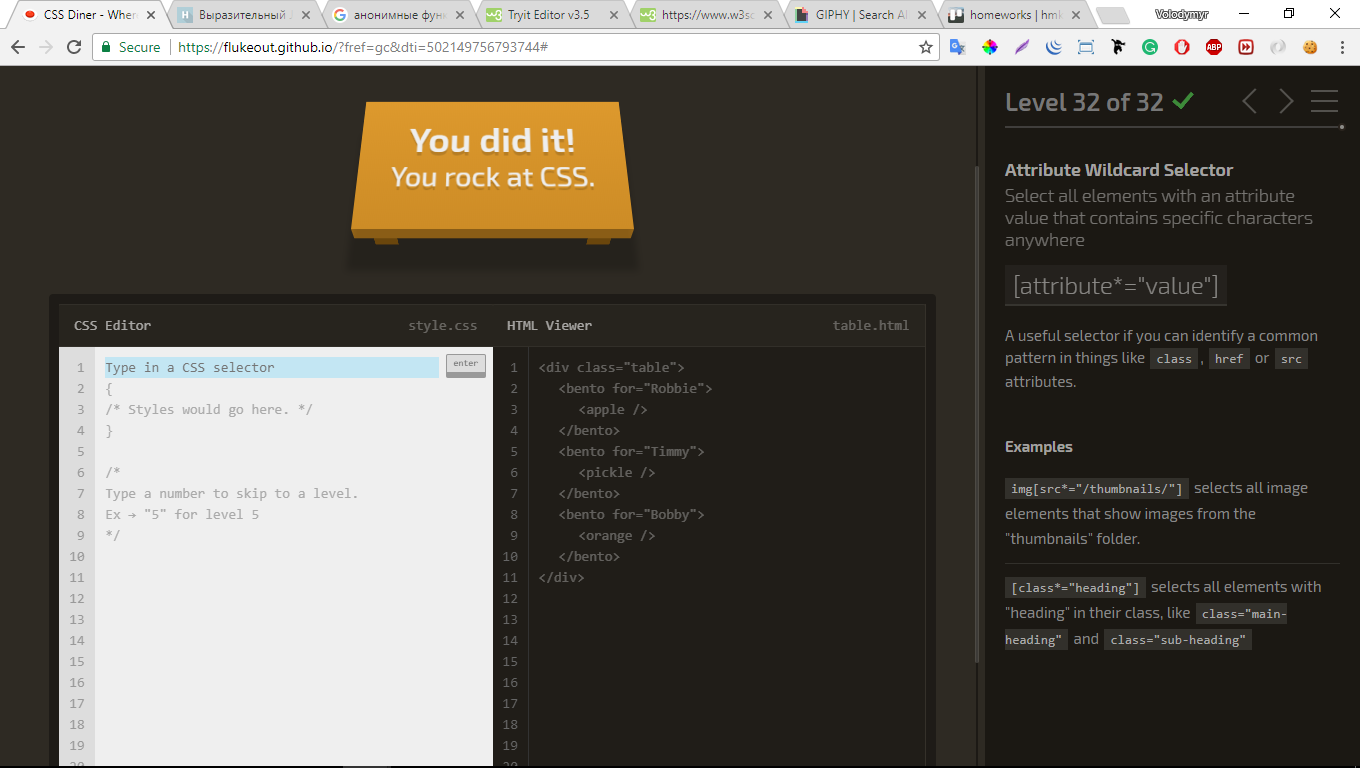 CSS Diner - Wher
Выразительный
анонимные фун
Tryit Editor v3.5
https://www.w3sc
GIPHY | Search Al
homeworks | hml
Volodymyr
Secure
https://flukeout.github.io/?fref=gc&dti=502149756793744#
You did it!
You rock at CSS.
CSS Editor
style.css
HTML Viewer
table.html
1 Type in a CSS selector
enter
2 {
3 /* Styles would go here. */
4 }
5
6 /*
7 Type a number to skip to a level.
8 Ex → "5" for level 5
9 */
10
11
12
13
14
15
16
17
18
19
1 <div class="table">
2 <bento for="Robbie">
3 <apple />
4 </bento>
5 <bento for="Timmy">
6 <pickle />
7 </bento>
8 <bento for="Bobby">
9 <orange />
10 </bento>
11 </div>
12
13
14
15
16
17
18
19
Level 32 of 32
Attribute Wildcard Selector
Select all elements with an attribute
value that contains specific characters
anywhere
[attribute*="value"]
A useful selector if you can identify a common
pattern in things like class , href or src
attributes.
Examples
img[src*="/thumbnails/"] selects all image
elements that show images from the
"thumbnails" folder.
[class*="heading"] selects all elements with
"heading" in their class, like class="main-
heading" and class="sub-heading"